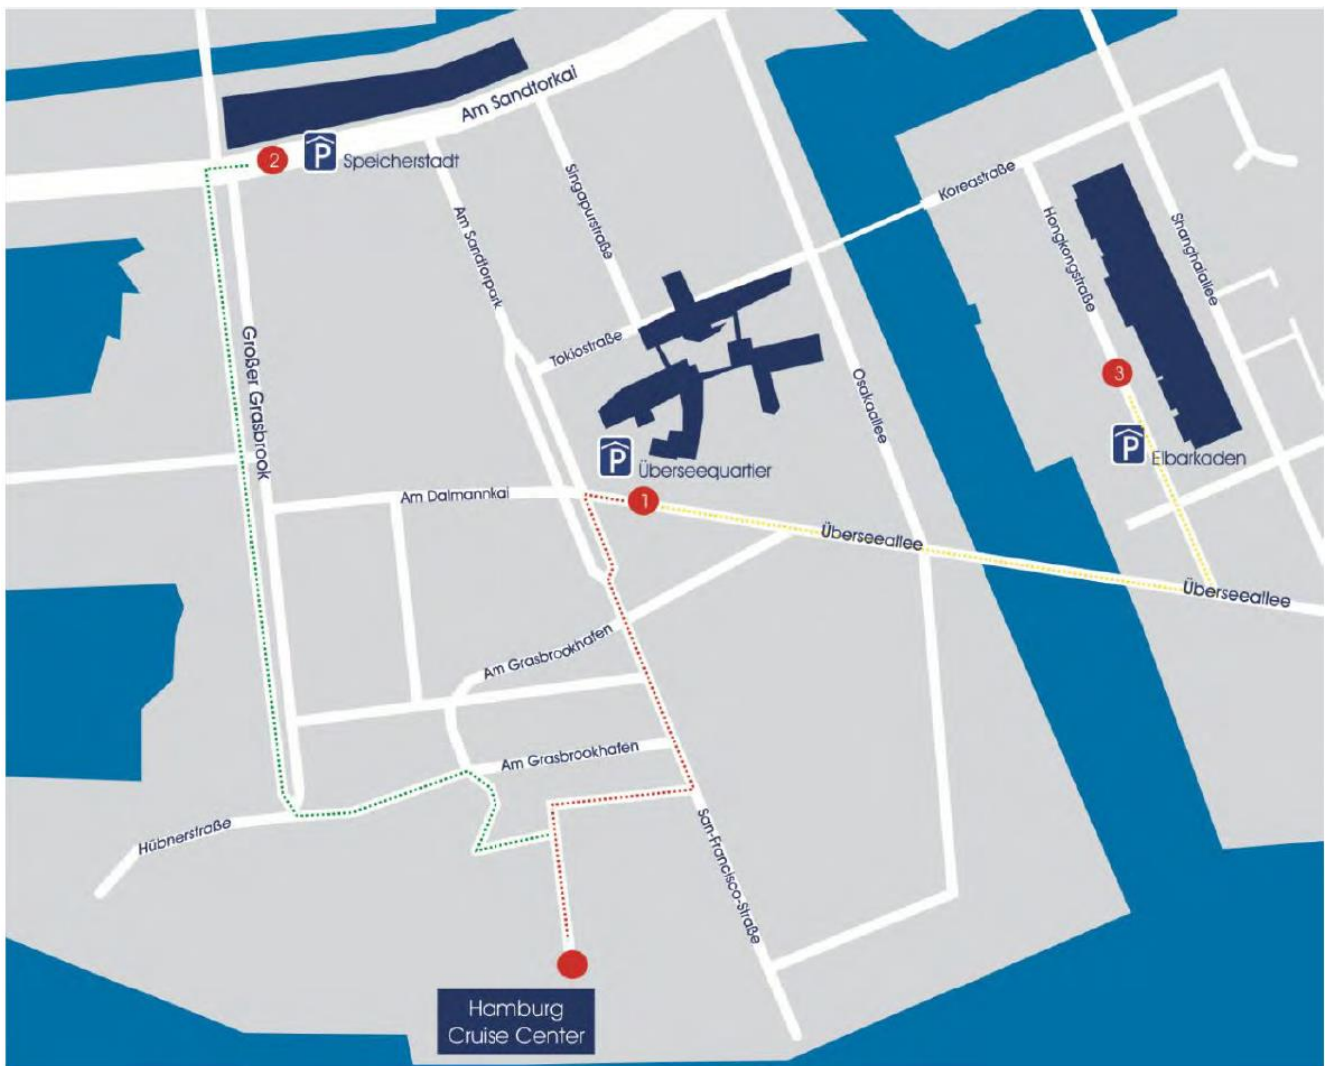 Am Sandtorkai
2
P
Speicherstadt
Singapurstraße
Koreastraße
Am Sandtorpark
Hongkongstraße
Shanghaiallee
Großer Grasbrook
Tokiostraße
Osakaallee
3
P
Überseequartier
P
Elbarkaden
Am Dalmannkai
1
Überseeallee
Überseeallee
Am Grasbrookhafen
Am Grasbrookhafen
Hübnerstraße
San-Francisco-Straße
Hamburg
Cruise Center